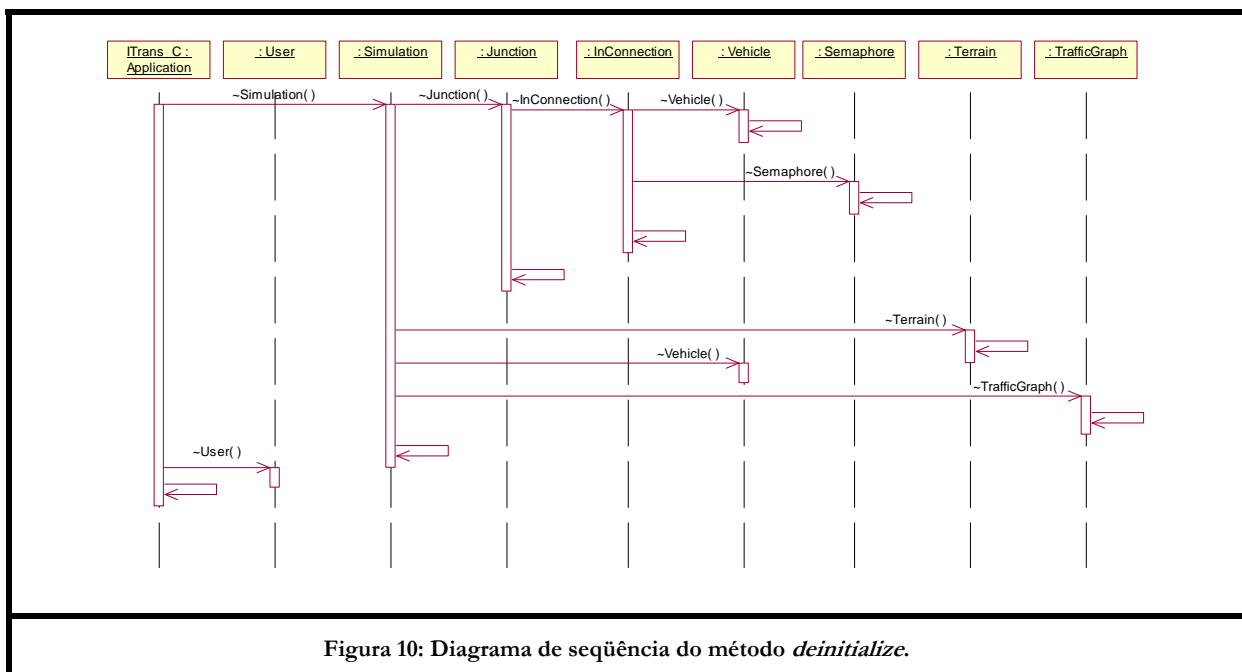 ITrans_C :
Application
: User
: Simulation
: Junction
: InConnection
: Vehicle
: Semaphore
: Terrain
: TrafficGraph
~Simulation( )
~Junction( )
~InConnection( )
~Vehicle( )
~Semaphore( )
~Terrain( )
~Vehicle( )
~TrafficGraph( )
~User( )
Figura 10: Diagrama de seqüência do método deinitialize.